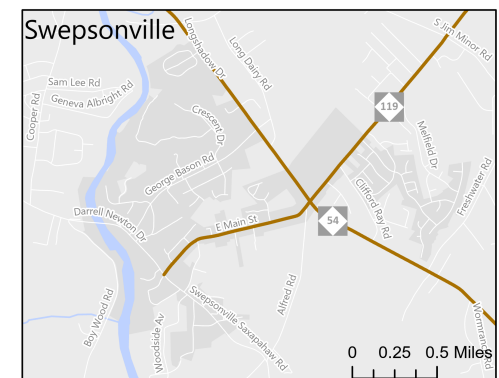 Swepsonville
S Jim Minor Rd
Longshadow Dr
Long Dairy Rd
Sam Lee Rd
Geneva Albright Rd
Cooper Rd
Crescent Dr
119
Melfield Dr
George Bason Rd
Clifford Ray Rd
Freshwater Rd
Darrell Newton Dr
E Main St
54
Alfred Rd
Boy Wood Rd
Woodside Av
Swepsonville Saxapahaw Rd
Wormranch Rd
0 0.25 0.5 Miles